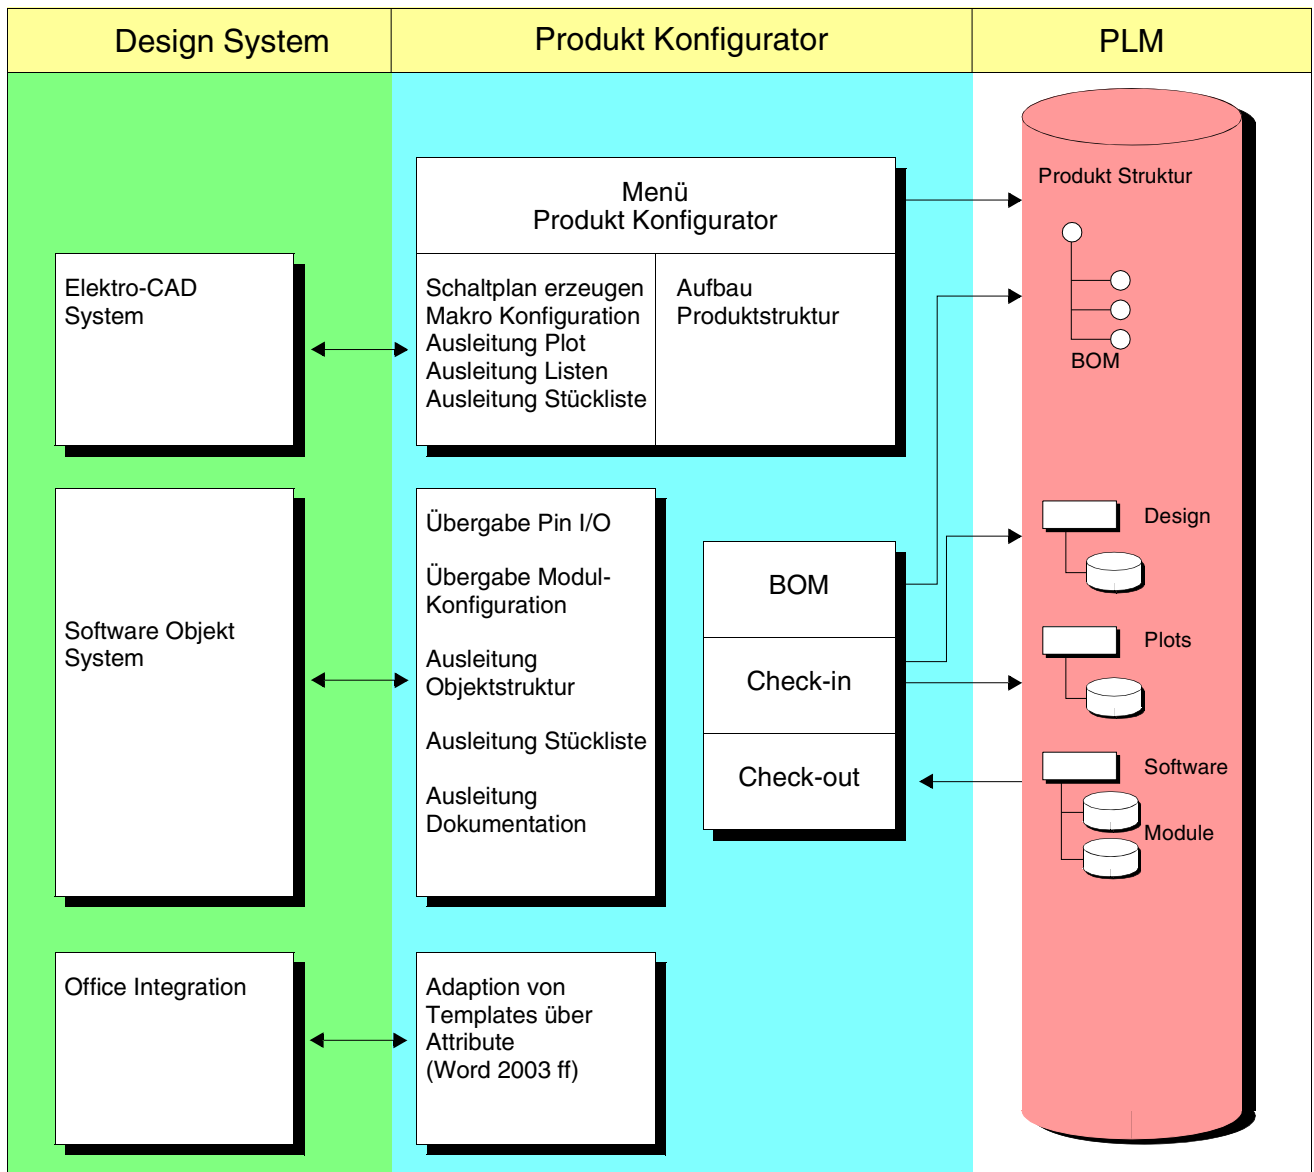 Design System
Produkt Konfigurator
PLM
Menü
Produkt Konfigurator
Schaltplan erzeugen
Makro Konfiguration
Ausleitung Plot
Ausleitung Listen
Ausleitung Stückliste
Aufbau
Produktstruktur
Elektro-CAD
System
Produkt Struktur
BOM
Software Objekt
System
Übergabe Pin I/O
Übergabe Modul-
Konfiguration
Ausleitung
Objektstruktur
Ausleitung Stückliste
Ausleitung
Dokumentation
BOM
Check-in
Check-out
Design
Plots
Software
Module
Office Integration
Adaption von
Templates über
Attribute
(Word 2003 ff)